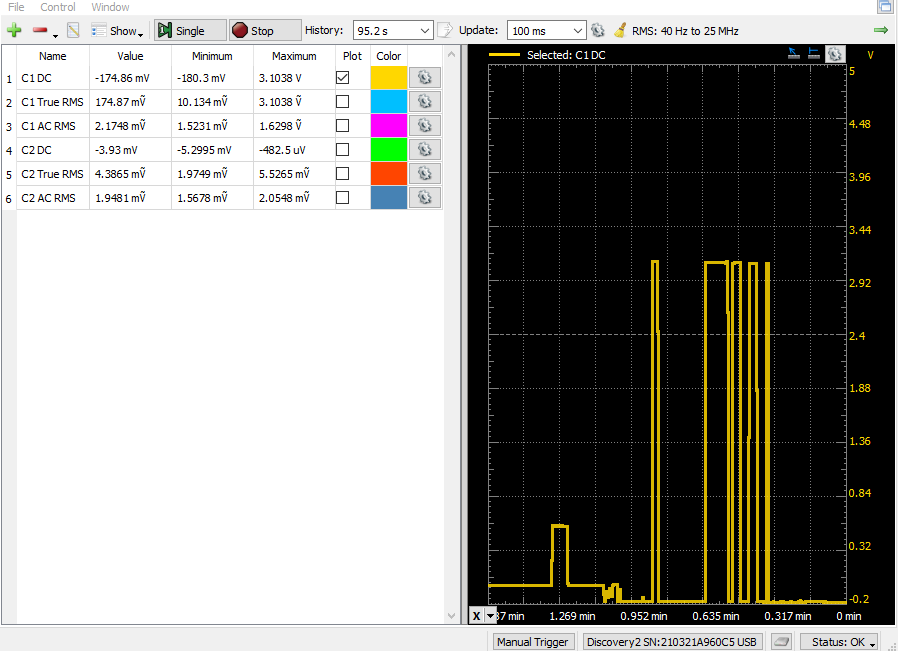 File Control Window
Show Single Stop History: 95.2 s Update: 100 ms RMS: 40 Hz to 25 MHz
Name Value Minimum Maximum Plot Color
1 C1 DC -174.86 mV -180.3 mV 3.1038 V
2 C1 True RMS 174.87 mṼ 10.134 mṼ 3.1038 Ṽ
3 C1 AC RMS 2.1748 mṼ 1.5231 mṼ 1.6298 Ṽ
4 C2 DC -3.93 mV -5.2995 mV -482.5 uV
5 C2 True RMS 4.3865 mṼ 1.9749 mṼ 5.5265 mṼ
6 C2 AC RMS 1.9481 mṼ 1.5678 mṼ 2.0548 mṼ
Selected: C1 DC V
5
4.48
3.96
3.44
2.92
2.4
1.88
1.36
0.84
0.32
-0.2
X 1.269 min 0.952 min 0.635 min 0.317 min 0 min
Manual Trigger Discovery2 SN:210321A960C5 USB Status: OK